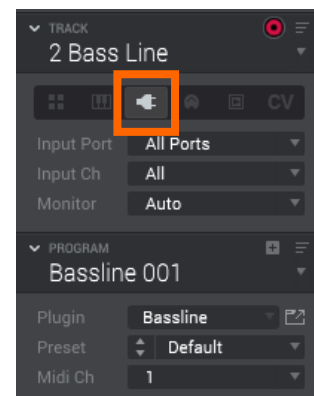 TRACK
2 Bass Line
CV
Input Port All Ports
Input Ch All
Monitor Auto
PROGRAM
Bassline 001
Plugin Bassline
Preset Default
Midi Ch 1